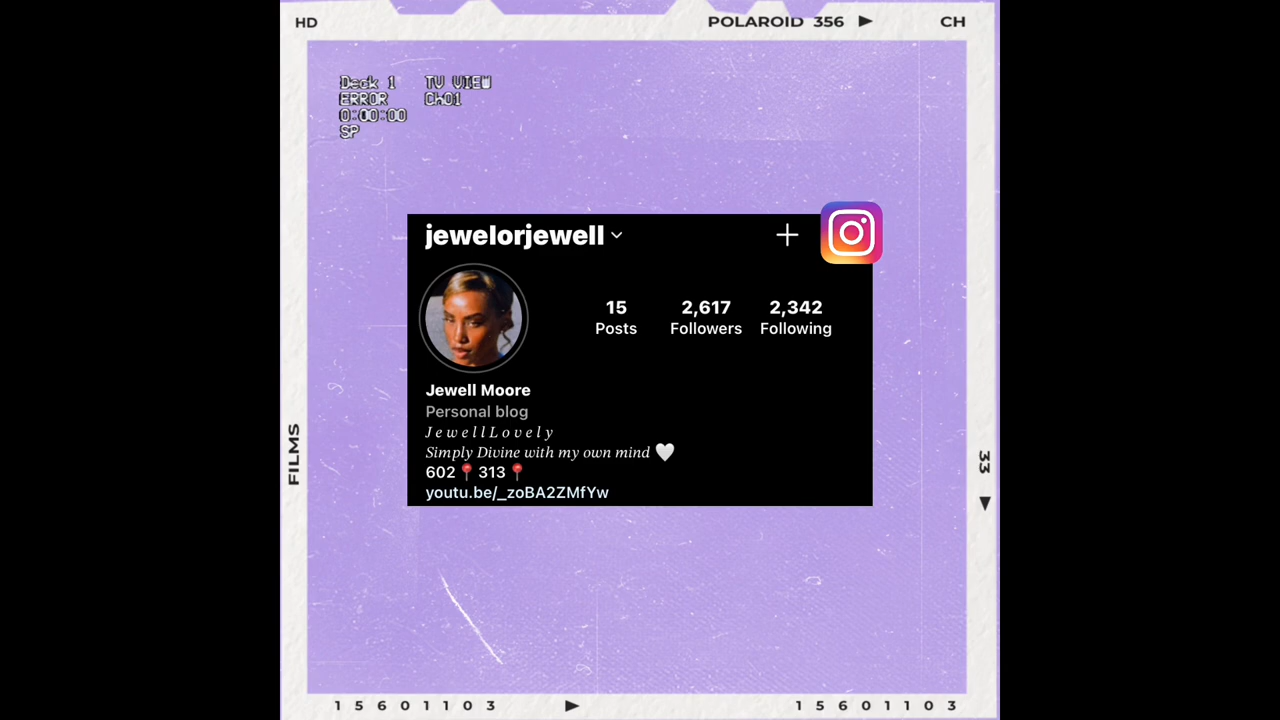 HD
POLAROID 356 ▶
CH
Deck 1 TV VIEW
ERROR Ch01
0:00:00
SP
jewelorjewell
15 2,617 2,342
Posts Followers Following
Jewell Moore
Personal blog
J e w e l l L o v e l y
Simply Divine with my own mind 🤍
602📍313📍
youtu.be/_zoBA2ZMfYw
FILMS
33 ▶
1 5 6 0 1 1 0 3 ▶ 1 5 6 0 1 1 0 3